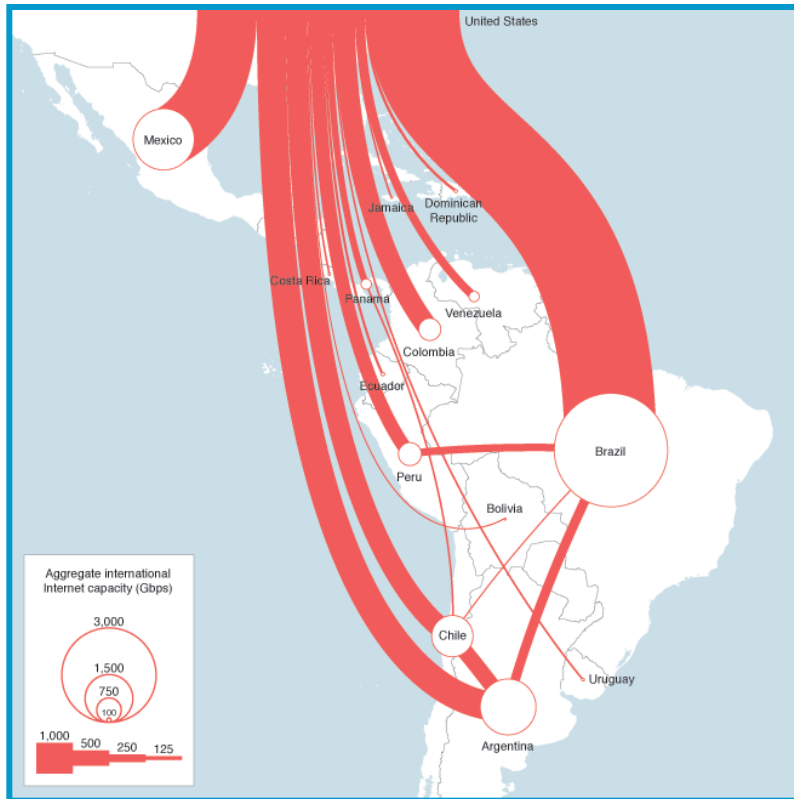 United States
Mexico
Jamaica
Dominican
Republic
Costa Rica
Panama
Venezuela
Colombia
Ecuador
Brazil
Peru
Bolivia
Chile
Uruguay
Argentina
Aggregate international
Internet capacity (Gbps)
3,000
1,500
750
100
1,000
500
250
125